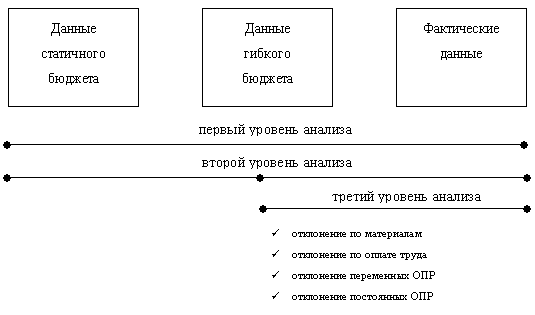 Данные
статичного
бюджета
Данные
гибкого
бюджета
Фактические
данные
первый уровень анализа
второй уровень анализа
третий уровень анализа
✓ отклонение по материалам
✓ отклонение по оплате труда
✓ отклонение переменных ОПР
✓ отклонение постоянных ОПР